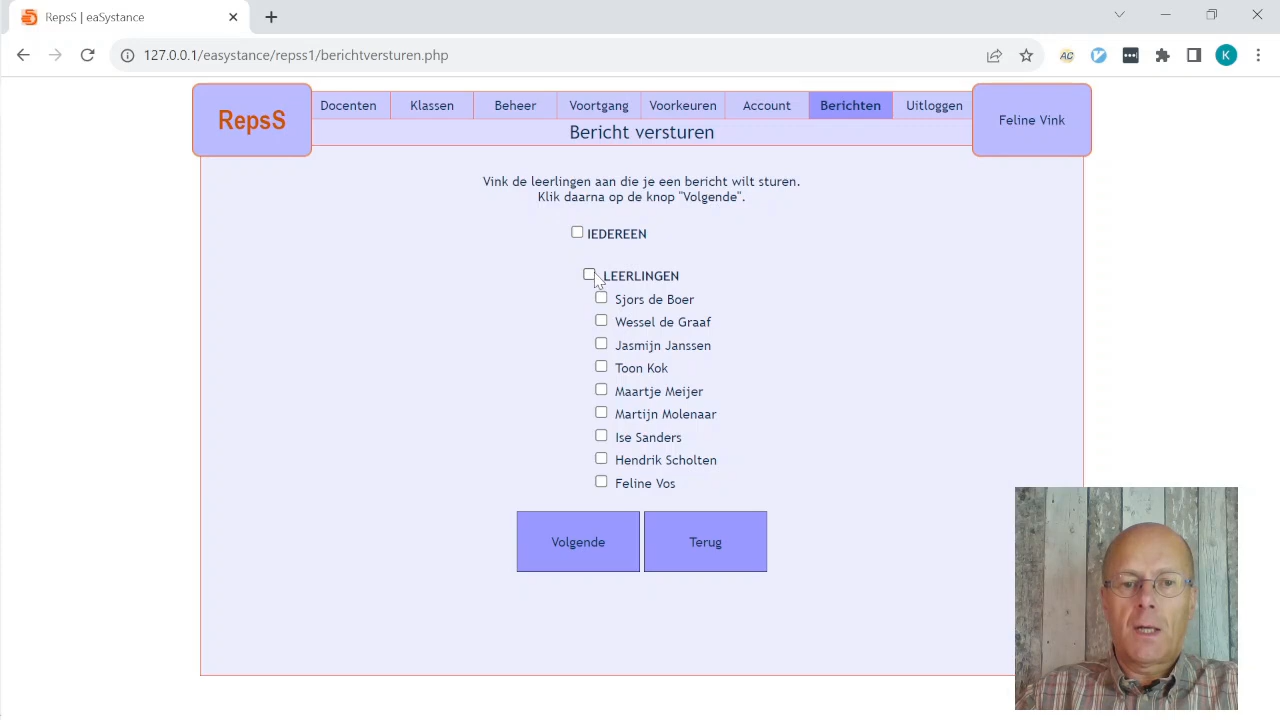 RepsS | eaSystance
127.0.0.1/easystance/repss1/berichtversturen.php
AC
K
RepsS
Docenten
Klassen
Beheer
Voortgang
Voorkeuren
Account
Berichten
Uitloggen
Feline Vink
Bericht versturen
Vink de leerlingen aan die je een bericht wilt sturen.
Klik daarna op de knop "Volgende".
IEDEREEN
LEERLINGEN
Sjors de Boer
Wessel de Graaf
Jasmijn Janssen
Toon Kok
Maartje Meijer
Martijn Molenaar
Ise Sanders
Hendrik Scholten
Feline Vos
Volgende
Terug